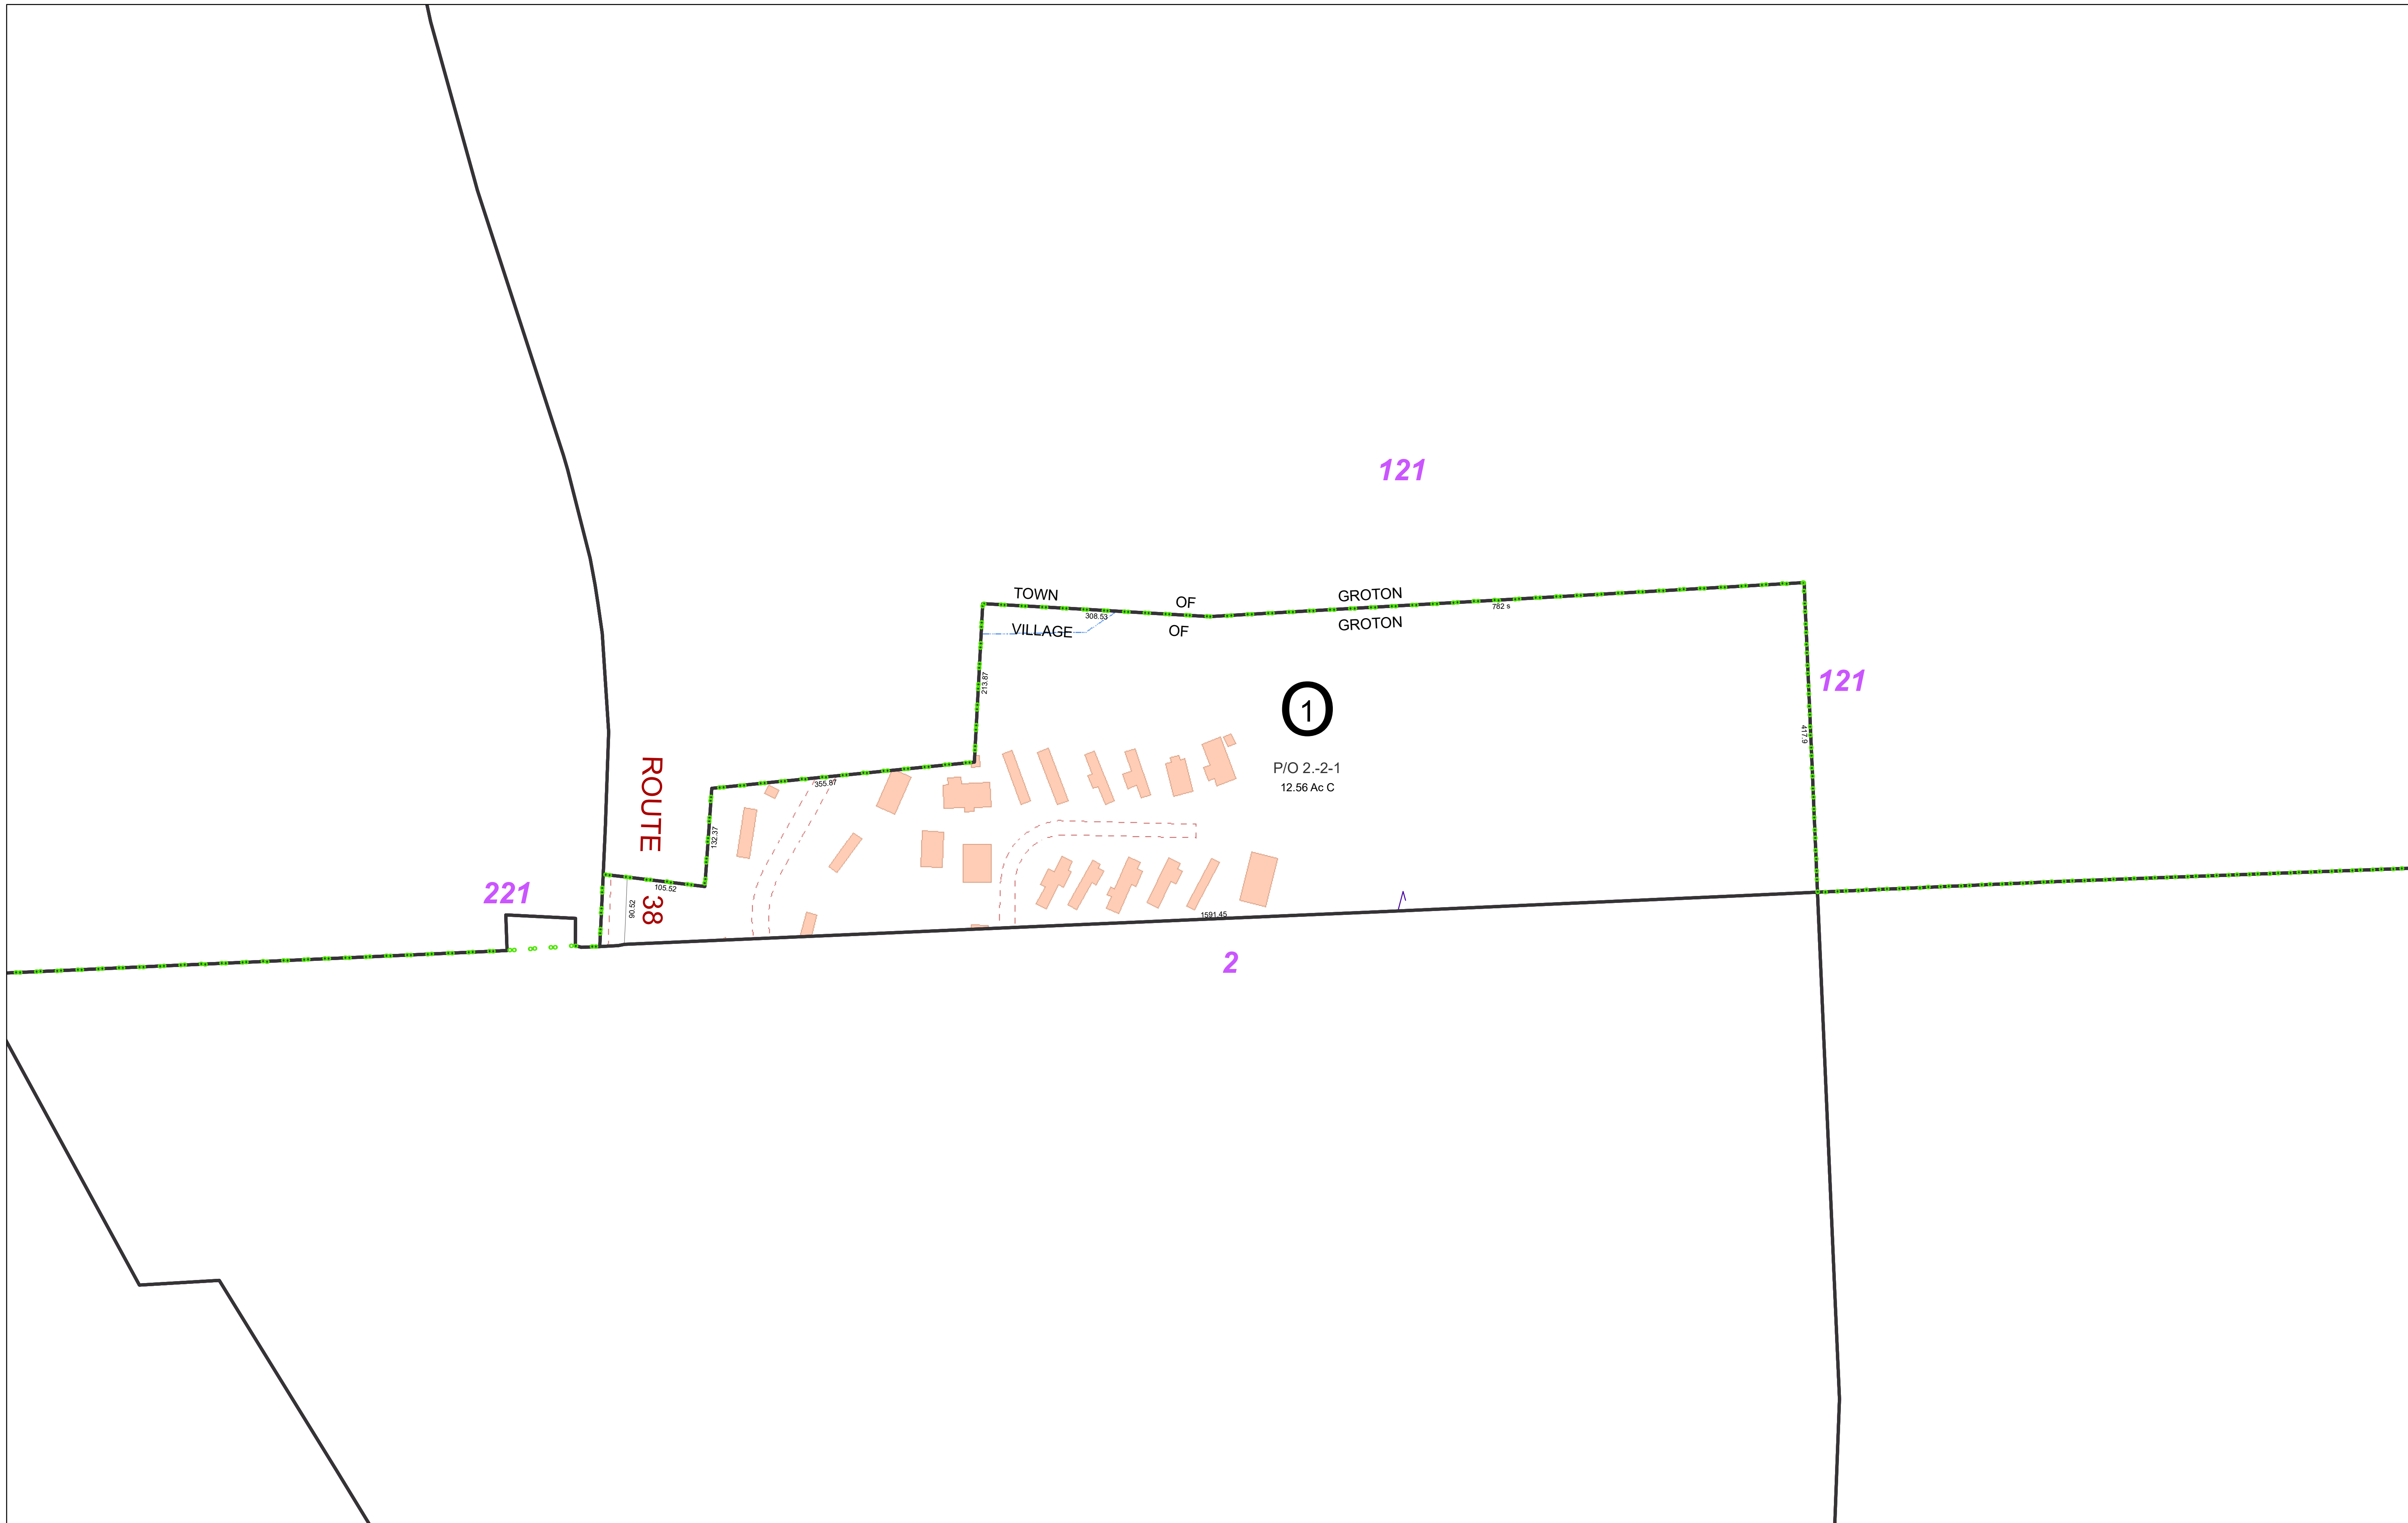 121
TOWN OF GROTON
782 s
308.53
VILLAGE OF GROTON
121
213.87
1
417.9
P/O 2.-2-1
12.56 Ac C
355.87
ROUTE 38
132.37
105.52
221
90.52
1591.45
2